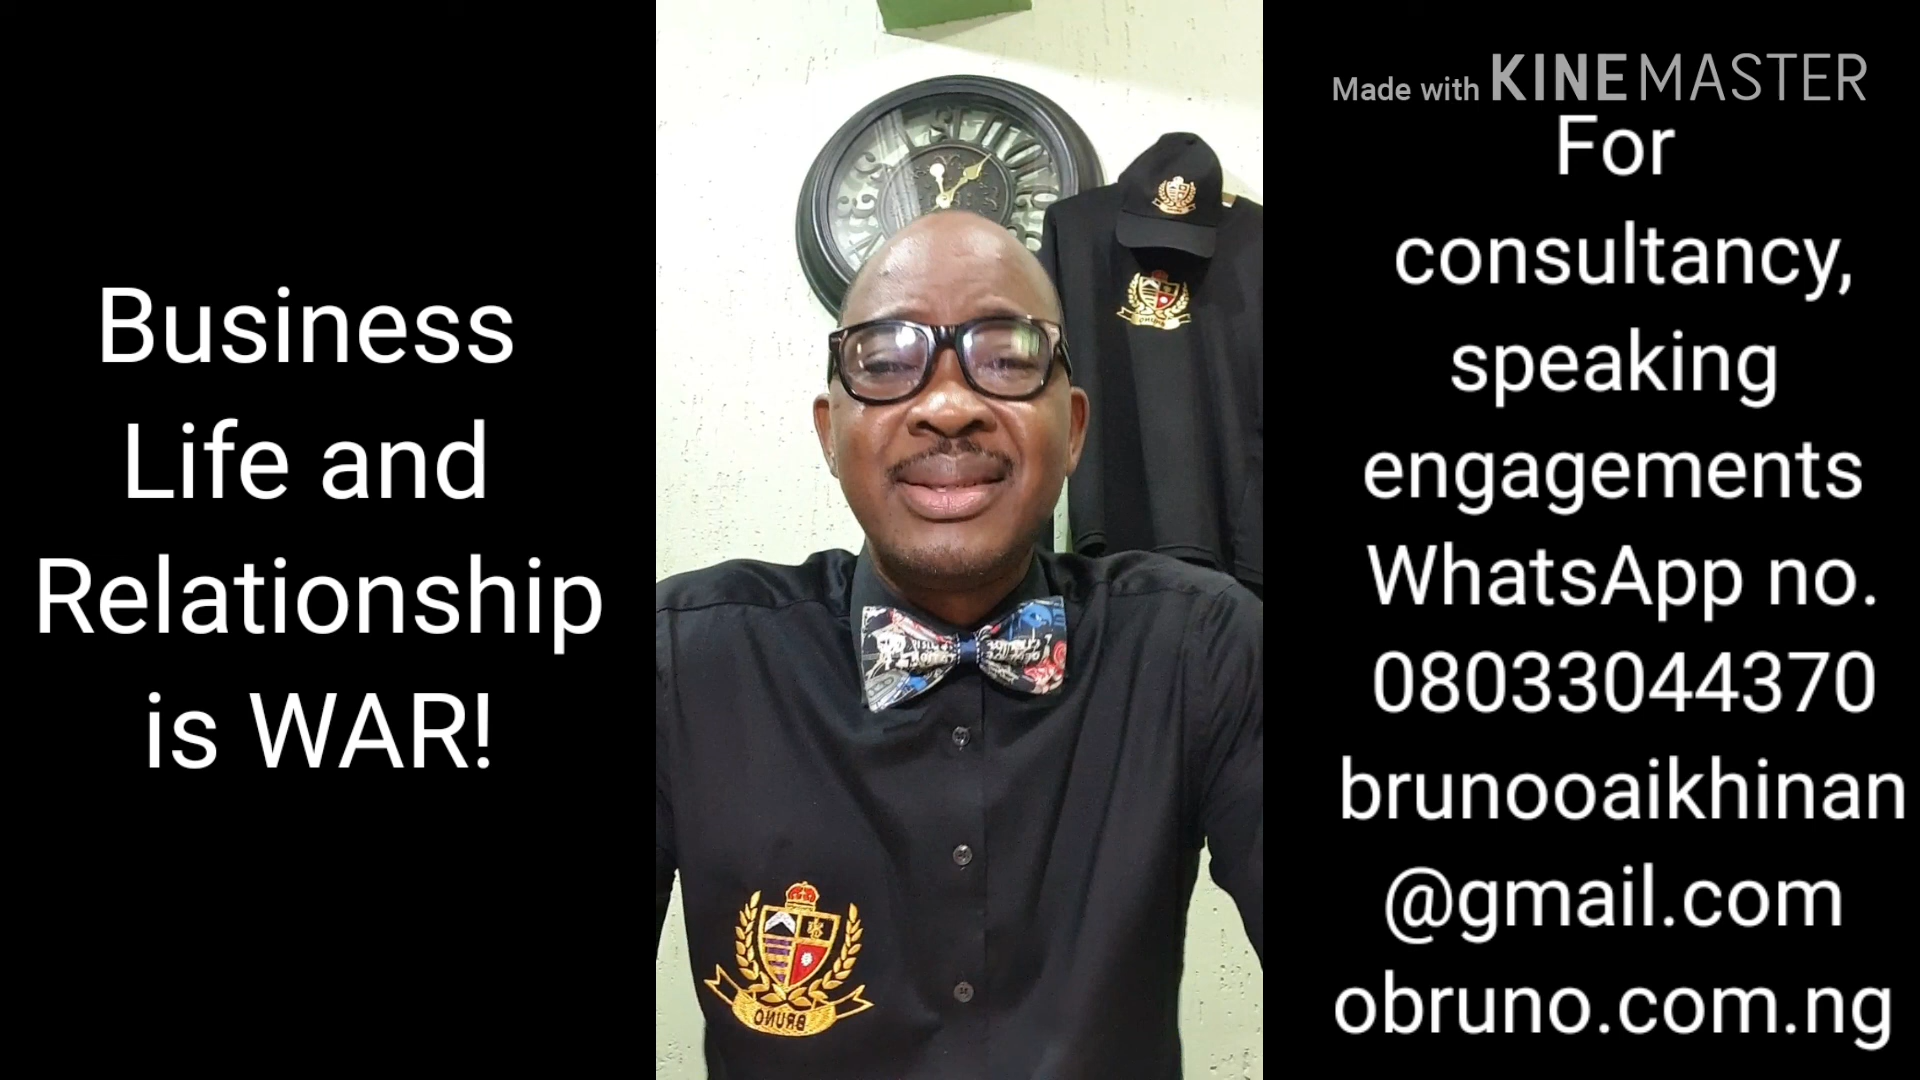 Business
Life and
Relationship
is WAR!
Made with KINEMASTER
For
consultancy,
speaking
engagements
WhatsApp no.
08033044370
brunooaikhinan
@gmail.com
obruno.com.ng
BRUNO